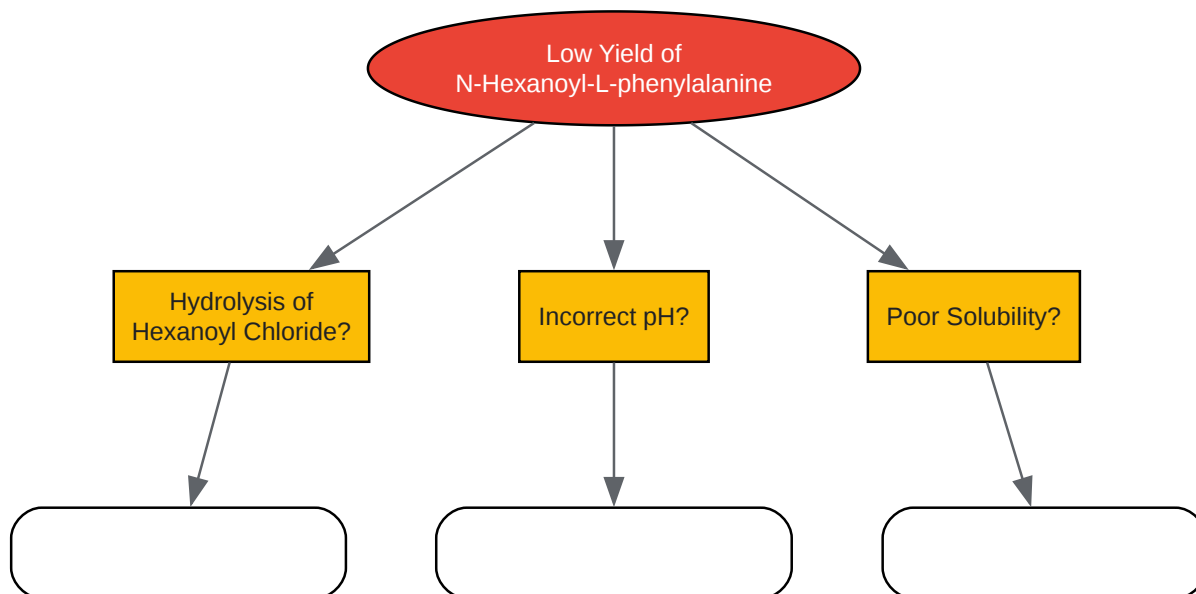 Low Yield of
N-Hexanoyl-L-phenylalanine
Hydrolysis of
Hexanoyl Chloride?
Incorrect pH?
Poor Solubility?